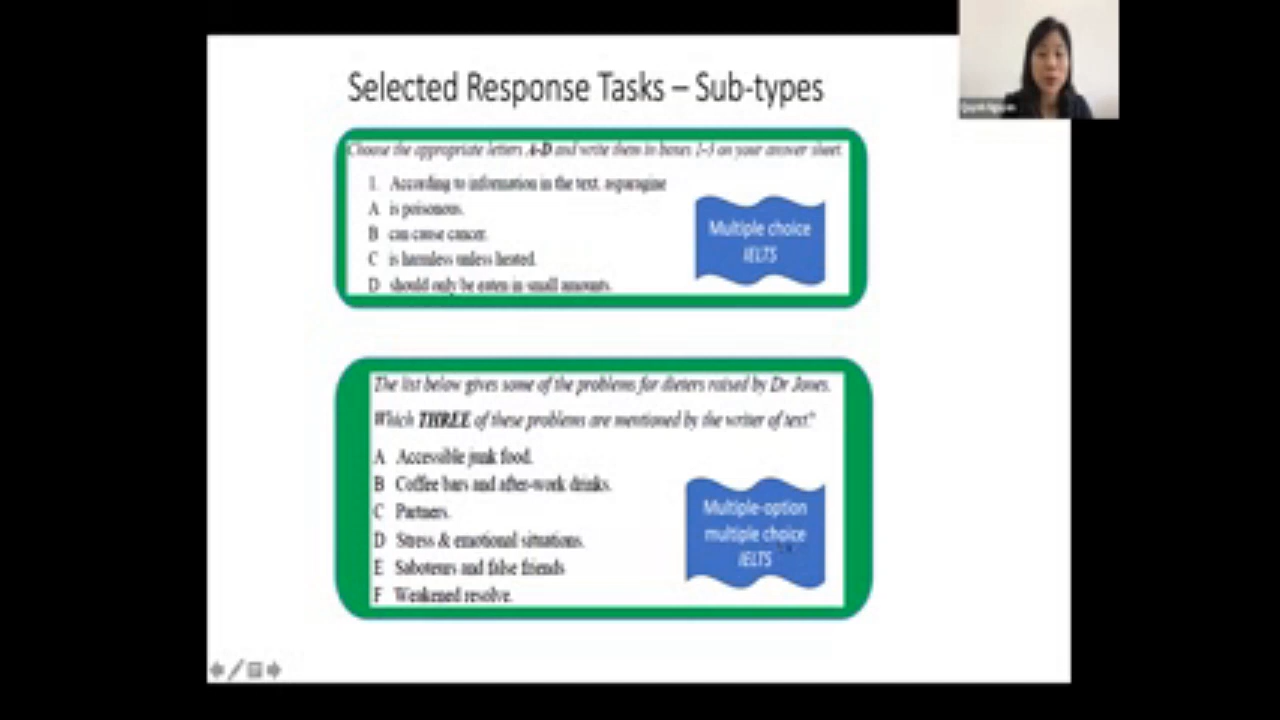 Selected Response Tasks – Sub-types
Choose the appropriate letters A-D and write them in boxes 1-3 on your answer sheet.
1. According to information in the text, asparagine
A is poisonous.
B can cause cancer.
C is harmless unless heated.
D should only be eaten in small amounts.
Multiple choice
IELTS
The list below gives some of the problems for dieters raised by Dr Jones.
Which THREE of these problems are mentioned by the writer of text?
A Accessible junk food.
B Coffee bars and after-work drinks.
C Partners.
D Stress & emotional situations.
E Saboteurs and false friends
F Weakened resolve.
Multiple-option
multiple choice
IELTS